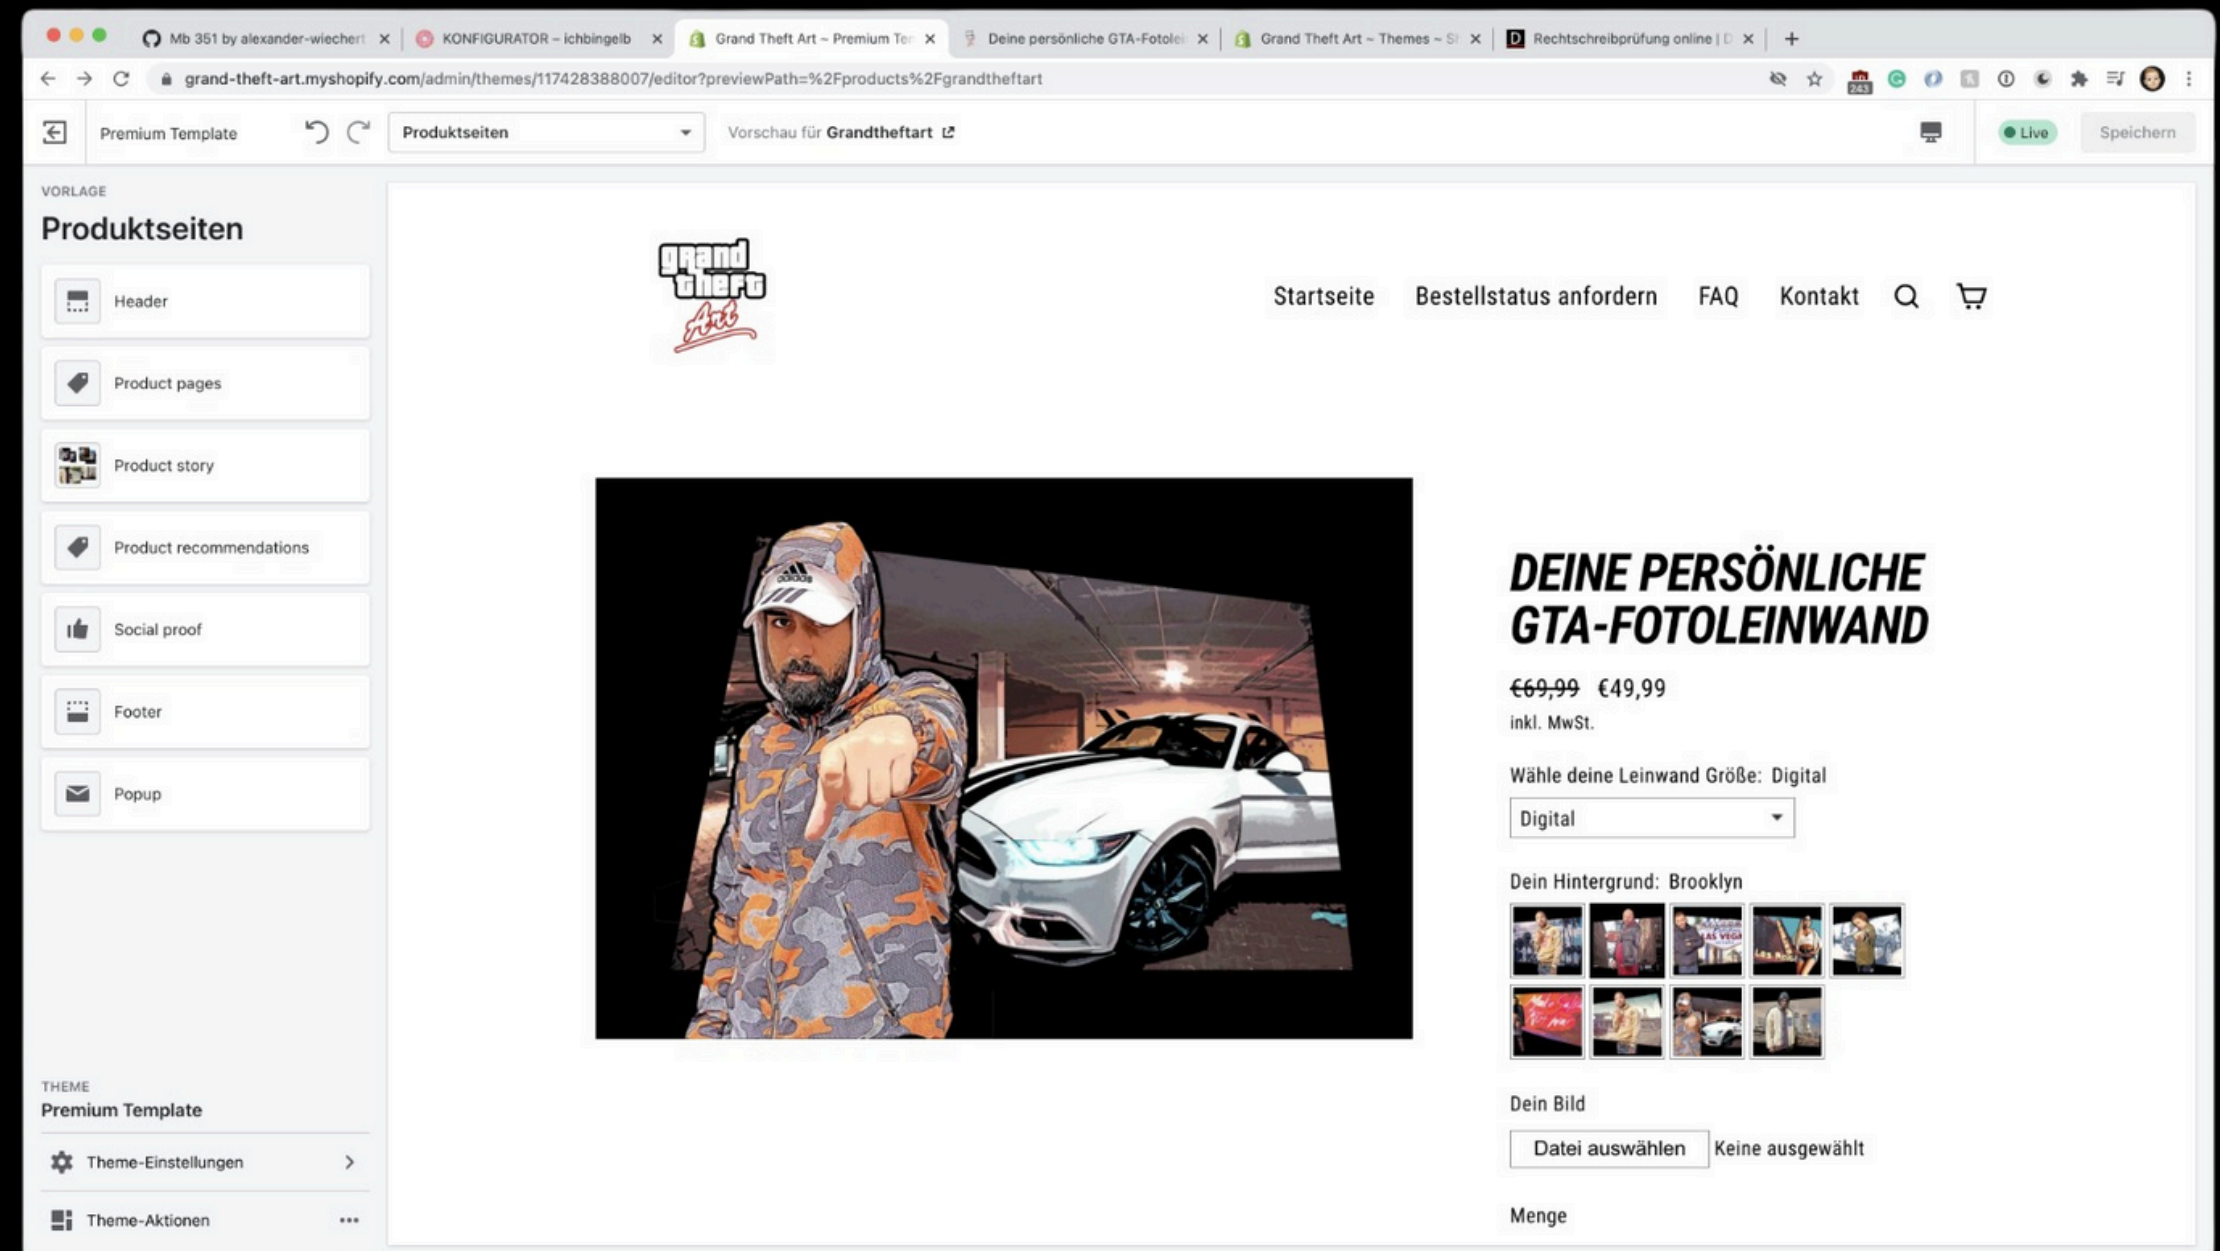 Mb 351 by alexander-wiechert
KONFIGURATOR – ichbingelb
Grand Theft Art ~ Premium Te
Deine persönliche GTA-Fotole
Grand Theft Art ~ Themes ~ S
Rechtschreibprüfung online | D
grand-theft-art.myshopify.com/admin/themes/117428388007/editor?previewPath=%2Fproducts%2Fgrandtheftart
243
Premium Template
Produktseiten
Vorschau für Grandtheftart
Live
Speichern
VORLAGE
Produktseiten
Header
Product pages
Product story
Product recommendations
Social proof
Footer
Popup
THEME
Premium Template
Theme-Einstellungen
Theme-Aktionen
grand
theft
Art
Startseite
Bestellstatus anfordern
FAQ
Kontakt
adidas
DEINE PERSÖNLICHE
GTA-FOTOLEINWAND
€69,99 €49,99
inkl. MwSt.
Wähle deine Leinwand Größe: Digital
Digital
Dein Hintergrund: Brooklyn
LAS VEGA
Dein Bild
Datei auswählen Keine ausgewählt
Menge